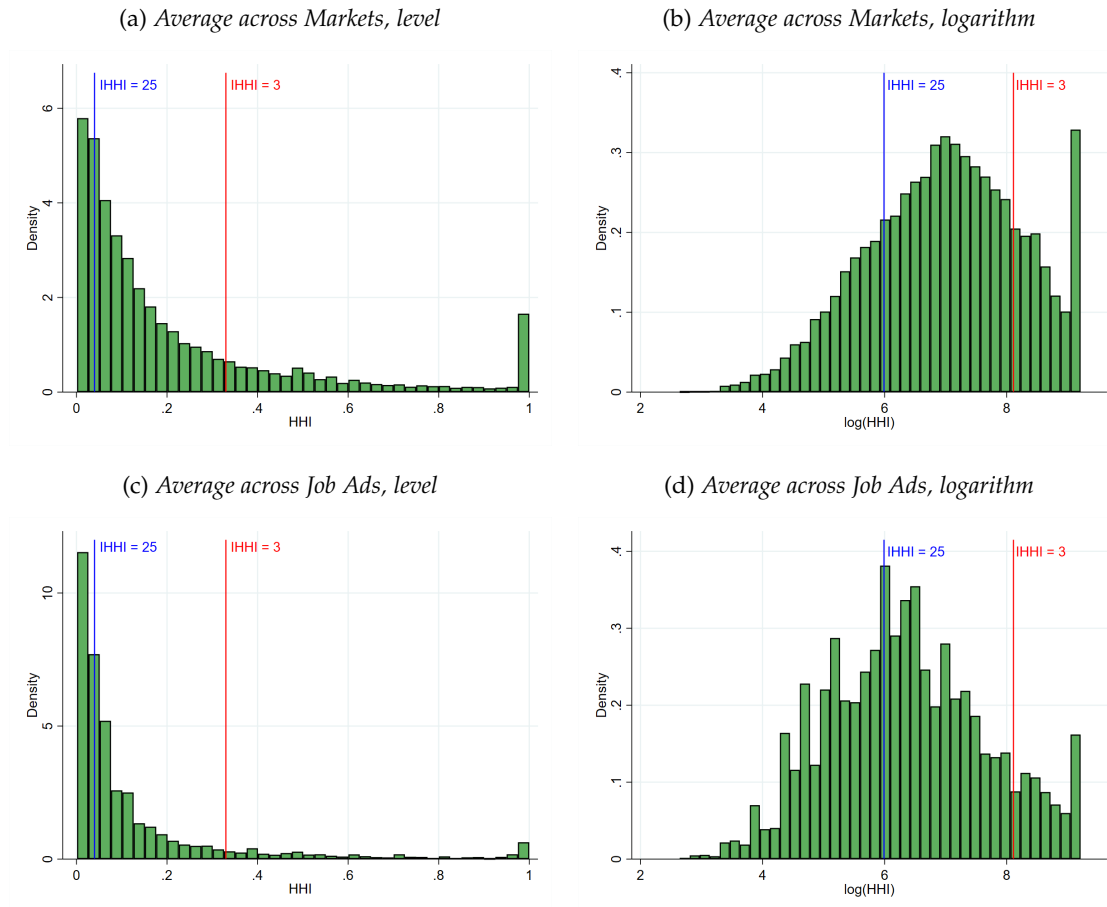 (a) Average across Markets, level
IHHI = 25
IHHI = 3
Density
6
4
2
0
0 .2 .4 .6 .8 1
HHI
(b) Average across Markets, logarithm
IHHI = 25
IHHI = 3
Density
.4
.3
.2
.1
0
2 4 6 8
log(HHI)
(c) Average across Job Ads, level
IHHI = 25
IHHI = 3
Density
10
5
0
0 .2 .4 .6 .8 1
HHI
(d) Average across Job Ads, logarithm
IHHI = 25
IHHI = 3
Density
.4
.3
.2
.1
0
2 4 6 8
log(HHI)